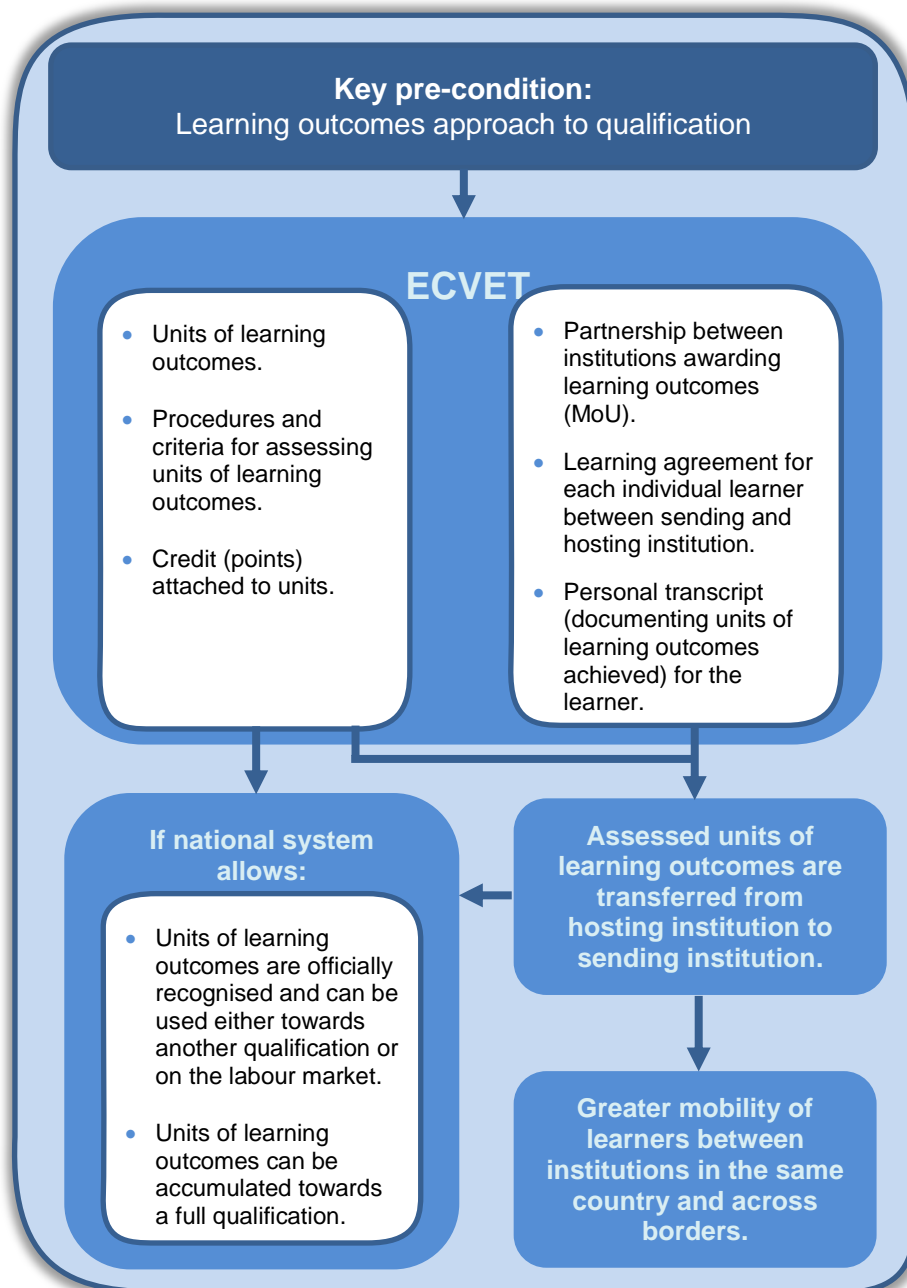 Key pre-condition:
Learning outcomes approach to qualification
ECVET
• Units of learning
outcomes.
• Procedures and
criteria for assessing
units of learning
outcomes.
• Credit (points)
attached to units.
• Partnership between
institutions awarding
learning outcomes
(MoU).
• Learning agreement for
each individual learner
between sending and
hosting institution.
• Personal transcript
(documenting units of
learning outcomes
achieved) for the
learner.
If national system
allows:
• Units of learning
outcomes are officially
recognised and can be
used either towards
another qualification or
on the labour market.
• Units of learning
outcomes can be
accumulated towards
a full qualification.
Assessed units of
learning outcomes are
transferred from
hosting institution to
sending institution.
Greater mobility of
learners between
institutions in the same
country and across
borders.